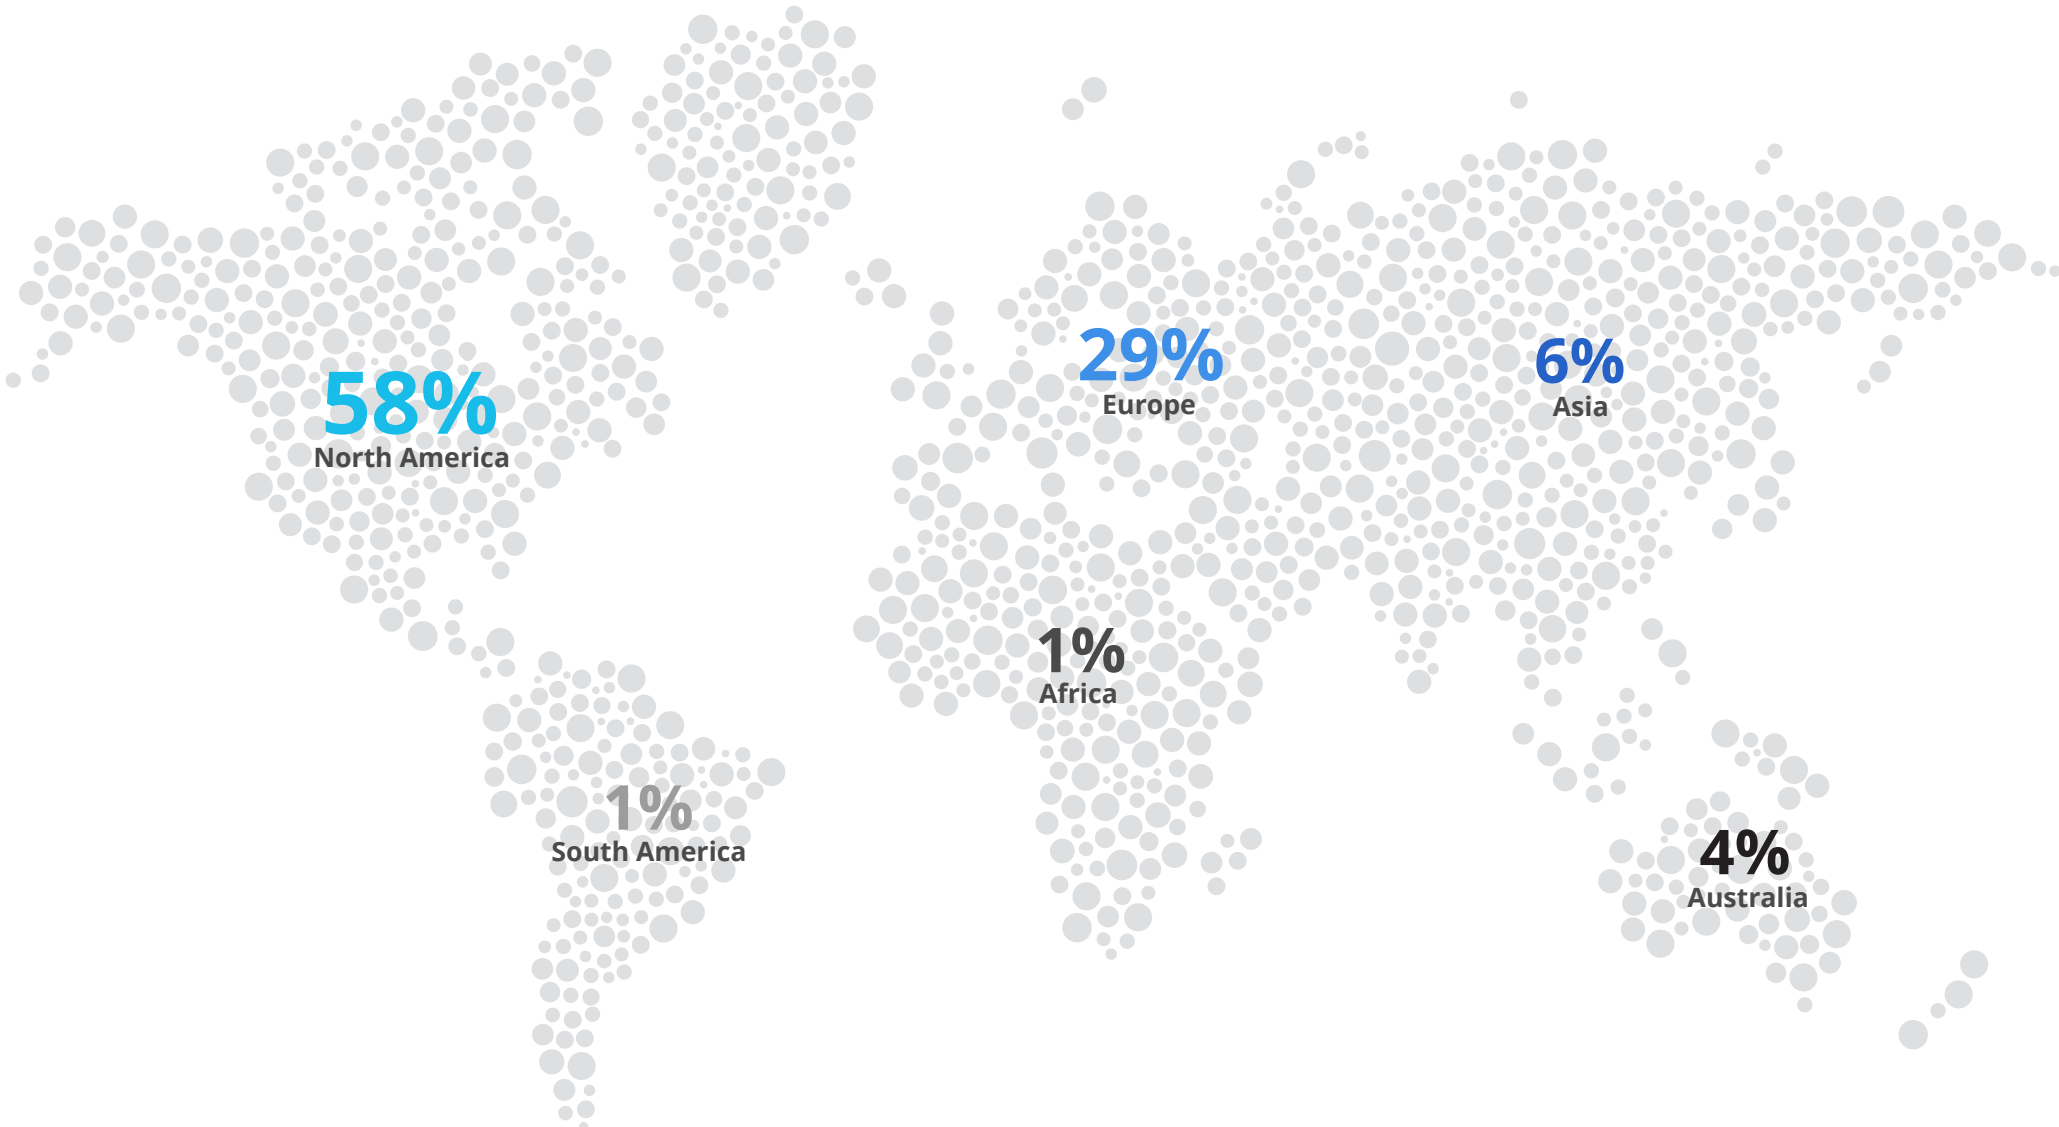 58%
North America
29%
Europe
6%
Asia
1%
Africa
1%
South America
4%
Australia